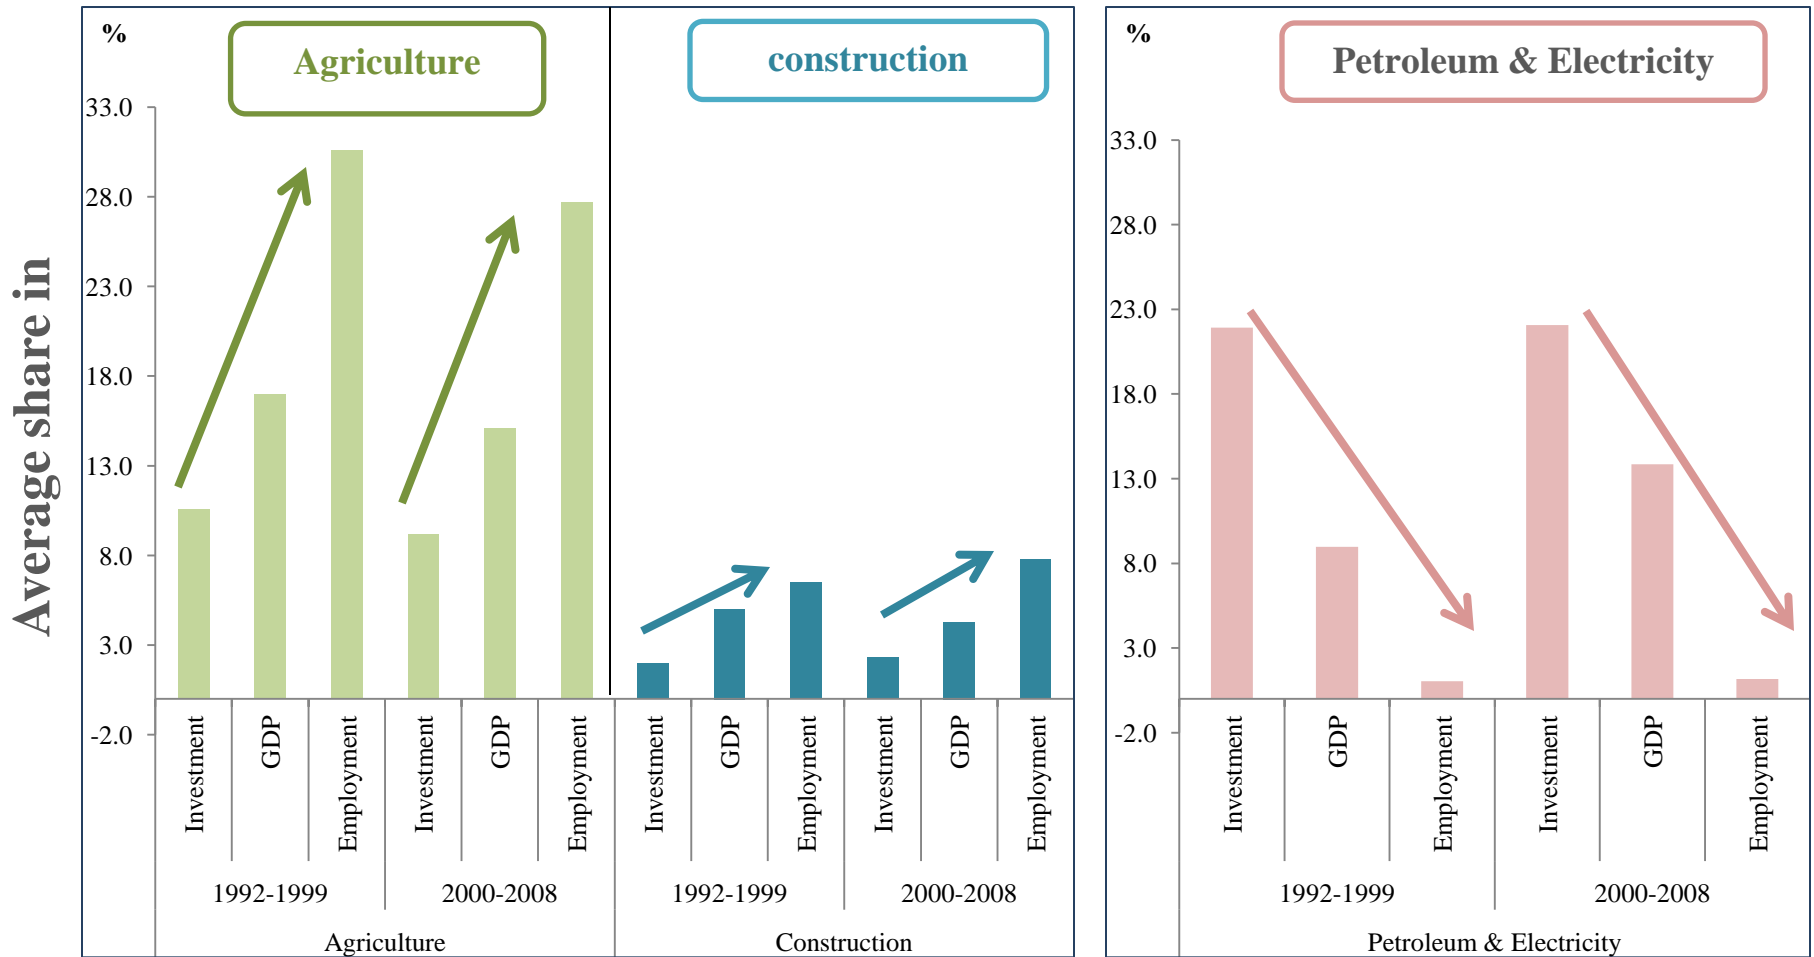 Average share in
%
Agriculture
construction
33.0
28.0
23.0
18.0
13.0
8.0
3.0
-2.0
Investment
GDP
Employment
Investment
GDP
Employment
Investment
GDP
Employment
Investment
GDP
Employment
1992-1999
2000-2008
1992-1999
2000-2008
Agriculture
Construction
%
Petroleum & Electricity
33.0
28.0
23.0
18.0
13.0
8.0
3.0
-2.0
Investment
GDP
Employment
Investment
GDP
Employment
1992-1999
2000-2008
Petroleum & Electricity